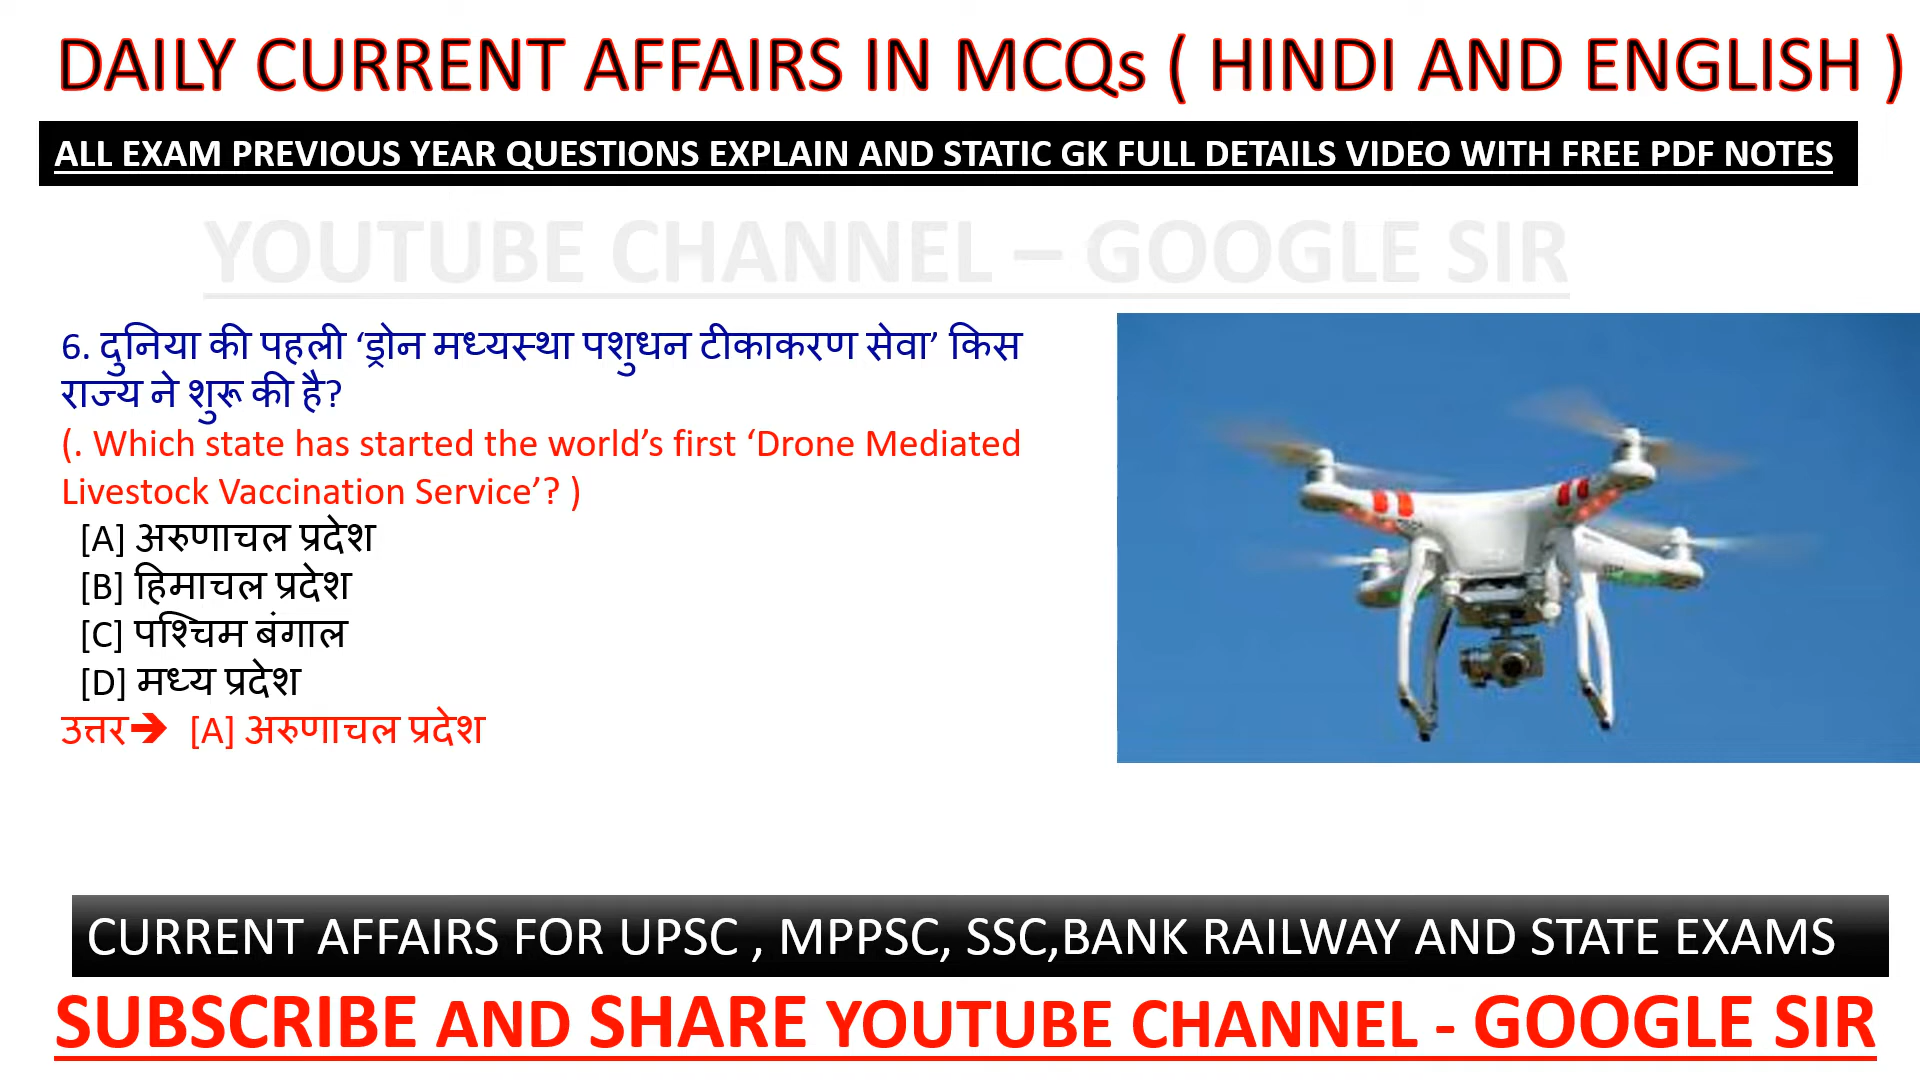 DAILY CURRENT AFFAIRS IN MCQs ( HINDI AND ENGLISH )
ALL EXAM PREVIOUS YEAR QUESTIONS EXPLAIN AND STATIC GK FULL DETAILS VIDEO WITH FREE PDF NOTES
YOUTUBE CHANNEL – GOOGLE SIR
6. दुनिया की पहली ‘ड्रोन मध्यस्था पशुधन टीकाकरण सेवा’ किस
राज्य ने शुरू की है?
(. Which state has started the world’s first ‘Drone Mediated
Livestock Vaccination Service’? )
[A] अरुणाचल प्रदेश
[B] हिमाचल प्रदेश
[C] पश्चिम बंगाल
[D] मध्य प्रदेश
उत्तर➔ [A] अरुणाचल प्रदेश
CURRENT AFFAIRS FOR UPSC , MPPSC, SSC,BANK RAILWAY AND STATE EXAMS
SUBSCRIBE AND SHARE YOUTUBE CHANNEL - GOOGLE SIR